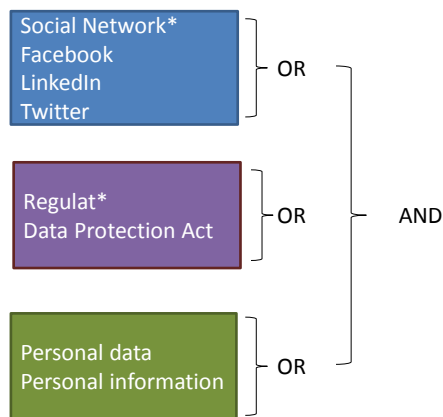 Social Network*
Facebook
LinkedIn
Twitter
OR
Regulat*
Data Protection Act
OR
AND
Personal data
Personal information
OR